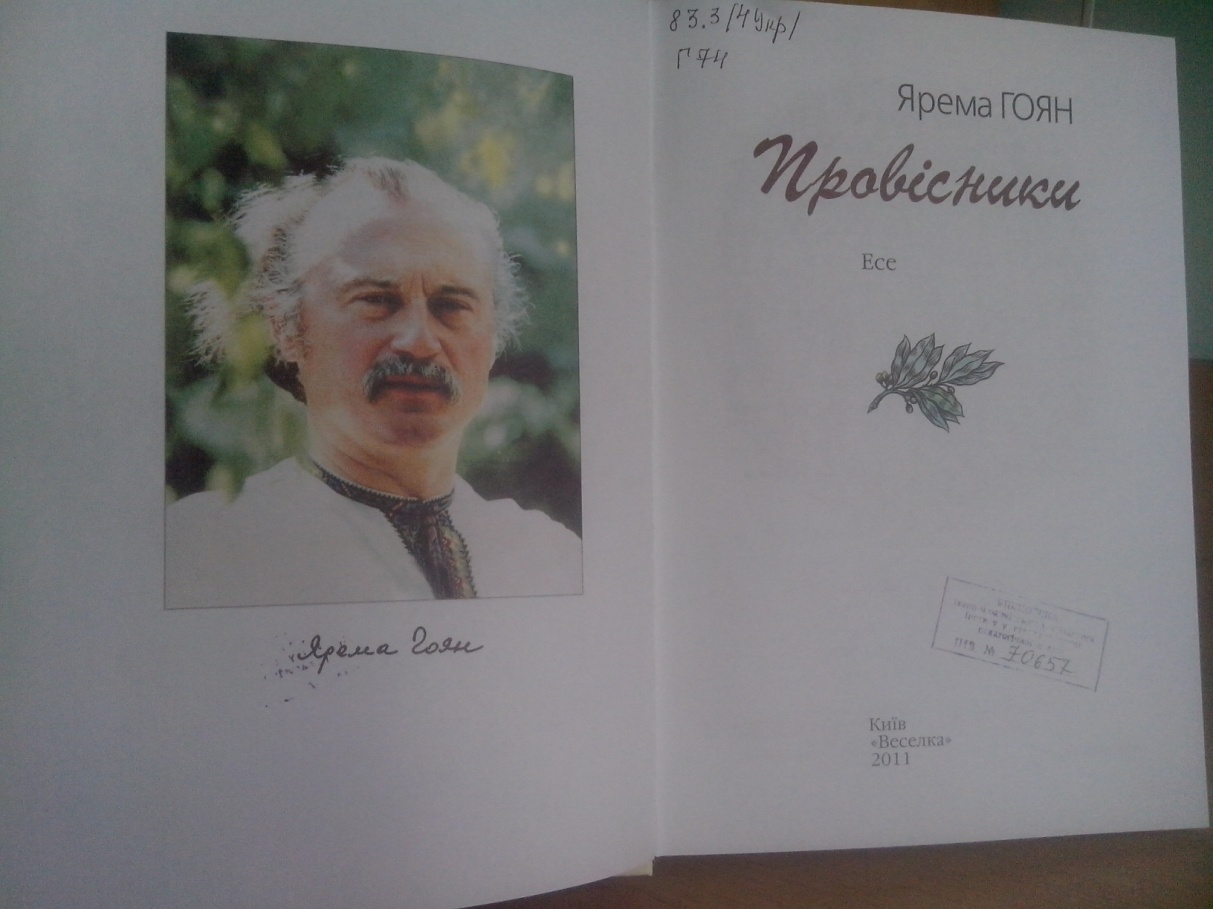 Ярема Гоян
83.3/4Укр/
Г74
Ярема ГОЯН
Провісники
Есе
№ 70657
Київ
«Веселка»
2011